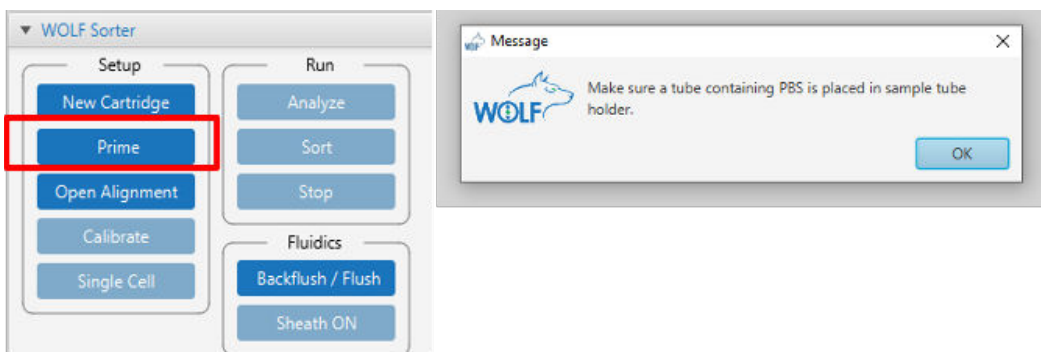 WOLF Sorter
Setup
New Cartridge
Prime
Open Alignment
Calibrate
Single Cell
Run
Analyze
Sort
Stop
Fluidics
Backflush / Flush
Sheath ON
Message
WOLF
Make sure a tube containing PBS is placed in sample tube
holder.
OK